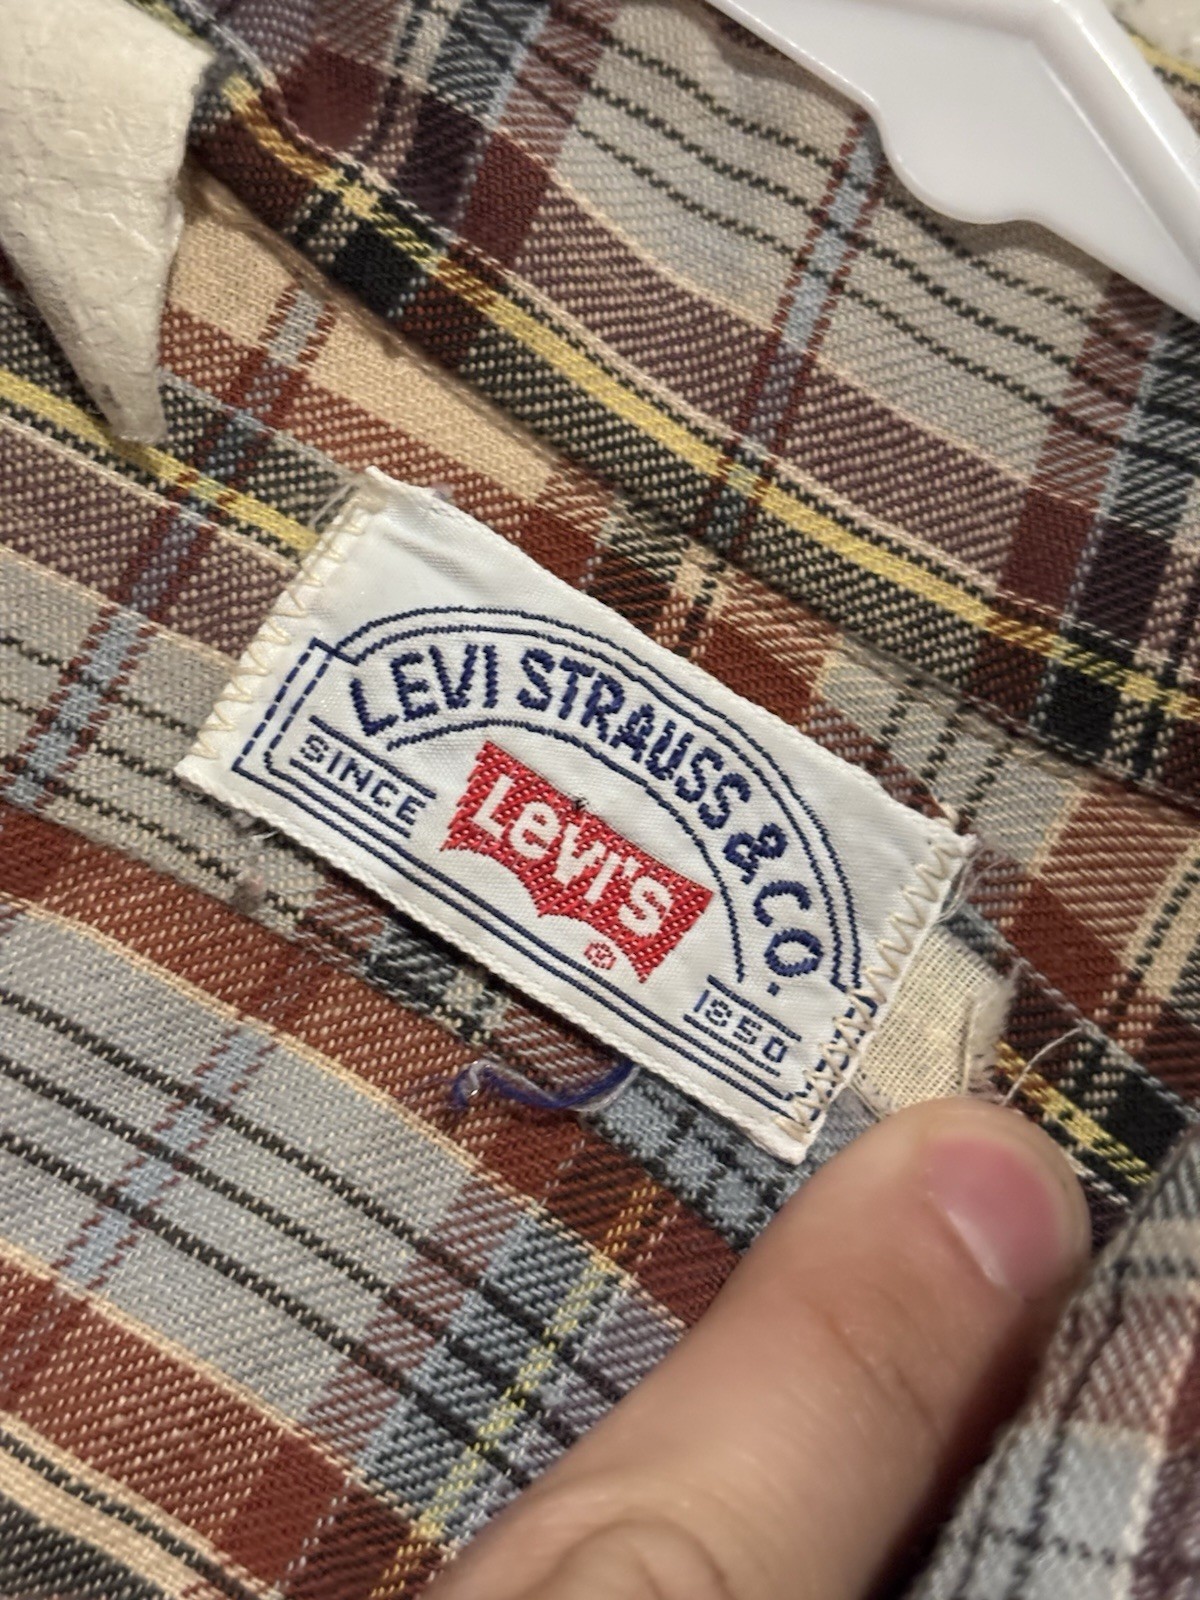 LEVI STRAUSS & CO.
SINCE
Levi's
®
1850